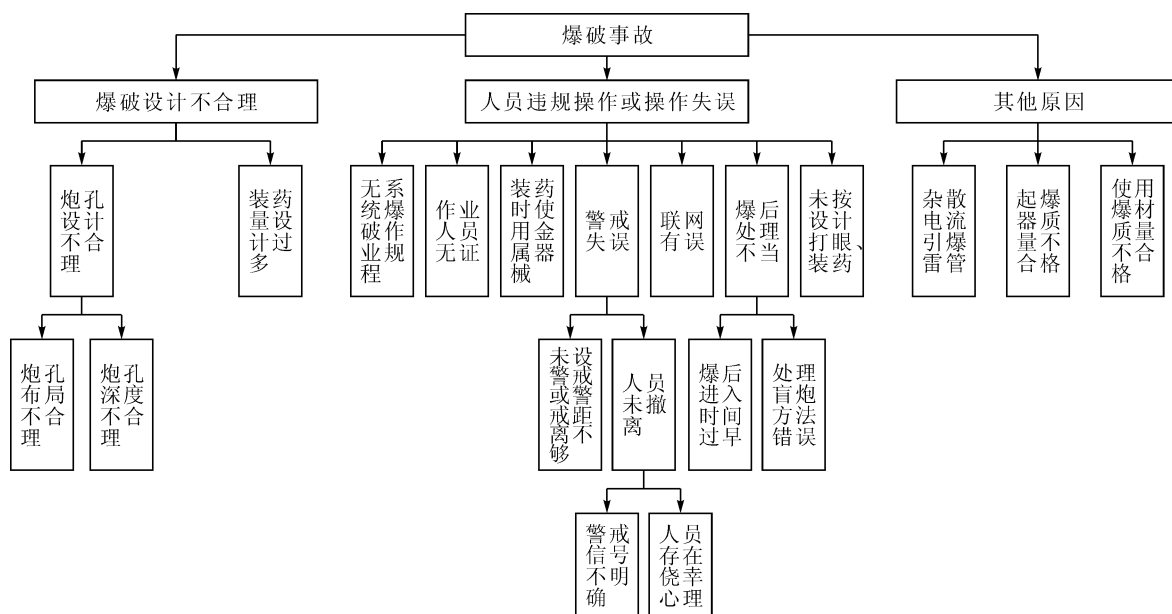 爆破事故
爆破设计不合理
人员违规操作或操作失误
其他原因
炮孔
设计
不合
理
装药
量设
计过
多
无系
统爆
破作
业规
程
作业
人员
无证
装药
时使
用金
属器
械
警戒
失误
联网
有误
爆后
处理
不当
未按
设计
打眼、
装药
杂散
电流
引爆
雷管
起爆
器质
量不
合格
使用
爆材
质量
不合
格
炮孔
布局
不合
理
炮孔
深度
不合
理
未设
警戒
或警
戒距
离不
够
人员
未撤
离
爆后
进入
时间
过早
处理
盲炮
方法
错误
警戒
信号
不明
确
人员
存在
侥幸
心理